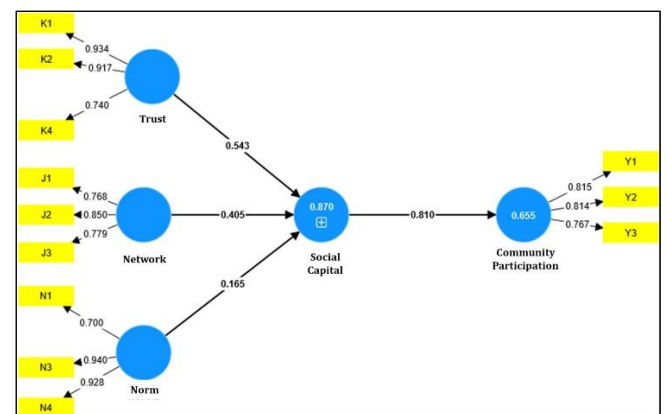 K1
0.934
K2
0.917
0.740
K4
Trust
0.543
J1
0.768
J2
0.850
0.779
J3
Network
0.405
0.870
Social
Capital
0.810
0.655
Community
Participation
Y1
0.815
Y2
0.814
0.767
Y3
0.165
N1
0.700
N3
0.940
0.928
N4
Norm